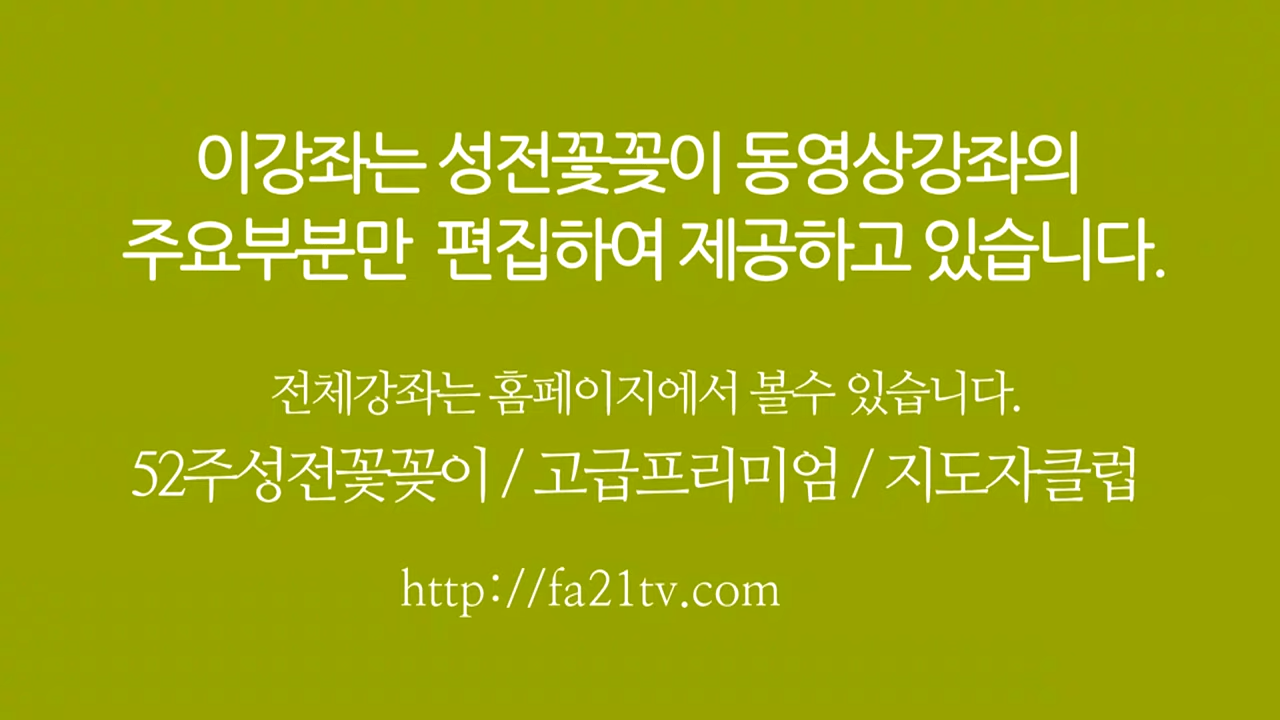 이강좌는 성전꽃꽂이 동영상강좌의
주요부분만 편집하여 제공하고 있습니다.
전체강좌는 홈페이지에서 볼수 있습니다.
52주성전꽃꽂이 / 고급프리미엄 / 지도자클럽
http://fa21tv.com